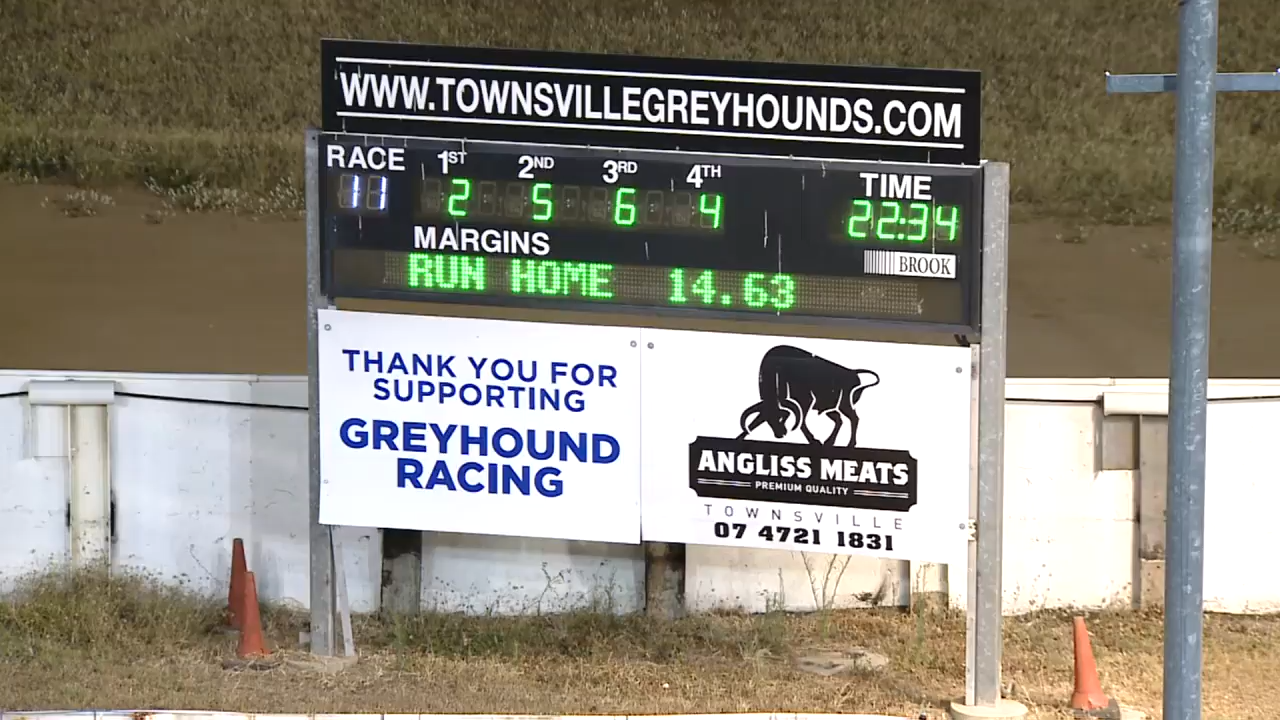 WWW.TOWNSVILLEGREYHOUNDS.COM
RACE 1ST 2ND 3RD 4TH TIME
11 2 5 6 4 22:34
MARGINS
BROOK
RUN HOME 14.63
THANK YOU FOR
SUPPORTING
GREYHOUND
RACING
ANGLISS MEATS
PREMIUM QUALITY
TOWNSVILLE
07 4721 1831